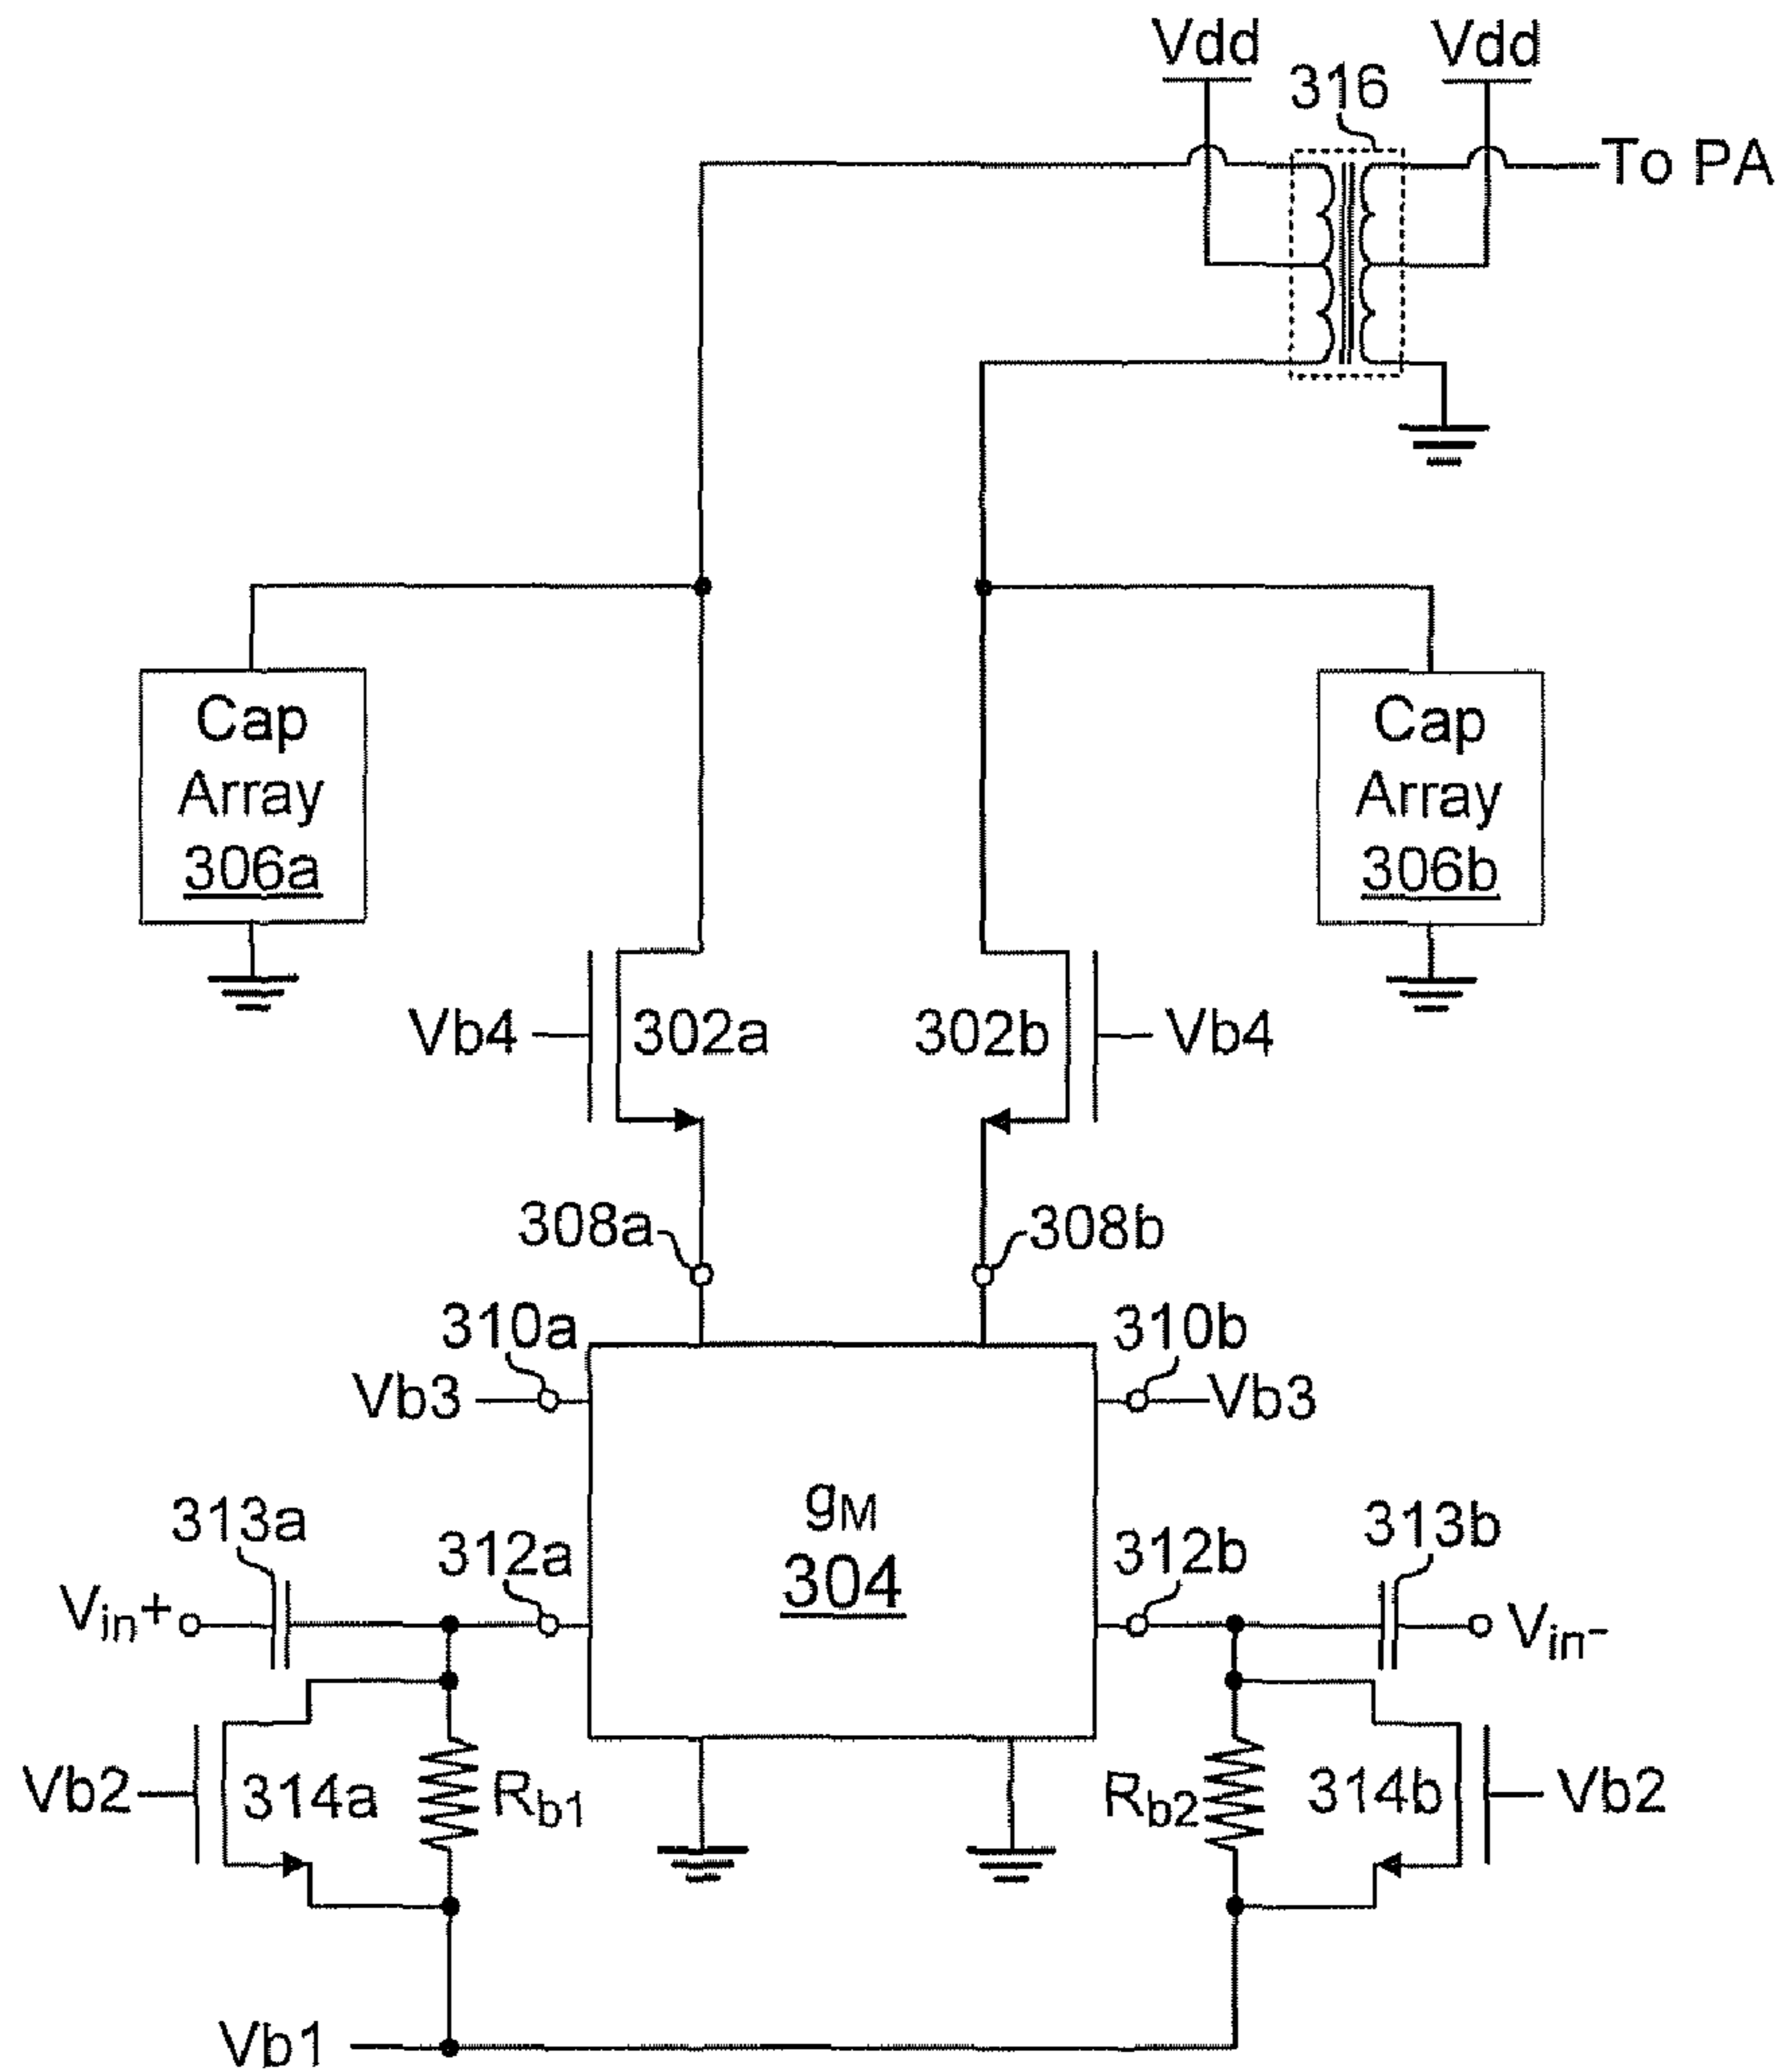 Vdd
Vdd
316
To PA
Cap
Array
306a
Cap
Array
306b
Vb4
302a
302b
Vb4
308a
308b
310a
310b
Vb3
Vb3
gM
304
313a
312a
312b
313b
Vin+
Vin-
Vb2
314a
Rb1
Rb2
314b
Vb2
Vb1